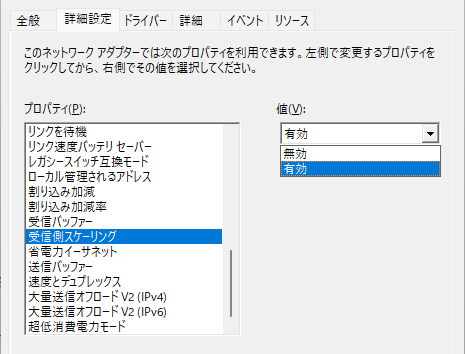 全般 詳細設定 ドライバー 詳細 イベント リソース
このネットワーク アダプターでは次のプロパティを利用できます。左側で変更するプロパティを
クリックしてから、右側でその値を選択してください。
プロパティ(P): 値(V):
有効
無効
有効
リンクを待機
リンク速度バッテリ セーバー
レガシースイッチ互換モード
ローカル管理されるアドレス
割り込み加減
割り込み加減率
受信バッファー
受信側スケーリング
省電力イーサネット
送信バッファー
速度とデュプレックス
大量送信オフロード V2 (IPv4)
大量送信オフロード V2 (IPv6)
超低消費電力モード